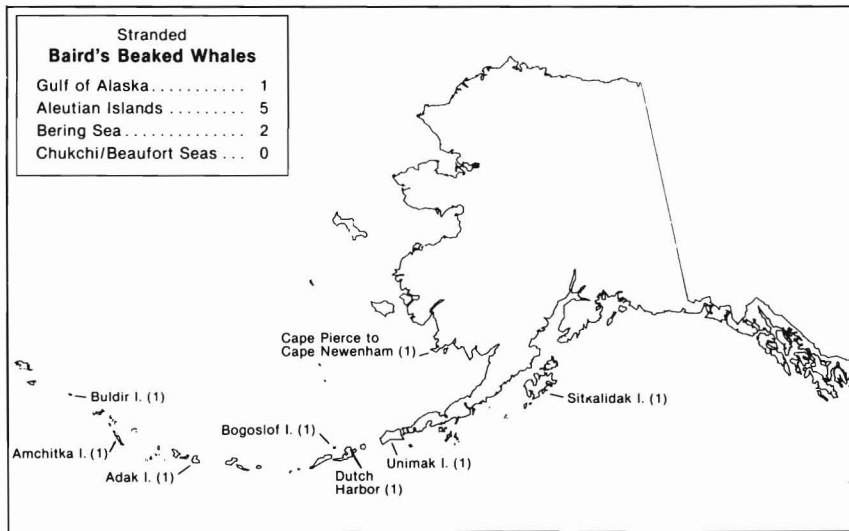 Stranded
Baird's Beaked Whales
Gulf of Alaska........... 1
Aleutian Islands ......... 5
Bering Sea............. 2
Chukchi/Beaufort Seas ... 0
Cape Pierce to
Cape Newenham (1)
Buldir I. (1)
Sitkalidak I. (1)
Bogoslof I. (1)
Amchitka I. (1)
Unimak I. (1)
Adak I. (1)
Dutch
Harbor (1)